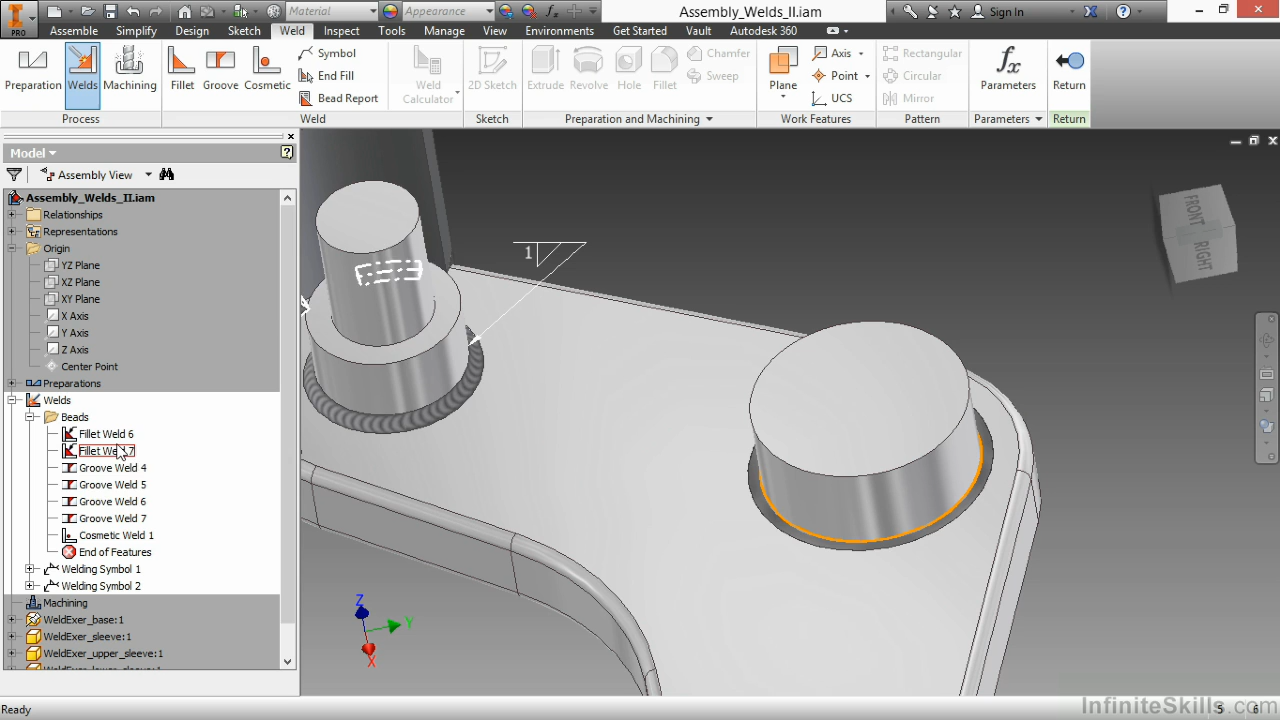 Material
Appearance
Assembly_Welds_II.iam
Sign In
PRO
Assemble Simplify Design Sketch Weld Inspect Tools Manage View Environments Get Started Vault Autodesk 360
Preparation Welds Machining
Process
Fillet Groove Cosmetic
Symbol
End Fill
Bead Report
Weld Calculator
Weld
2D Sketch
Sketch
Extrude Revolve Hole Fillet
Chamfer
Sweep
Preparation and Machining
Plane
Axis
Point
UCS
Work Features
Rectangular
Circular
Mirror
Pattern
fx
Parameters
Parameters
Return
Return
Model
Assembly View
Assembly_Welds_II.iam
Relationships
Representations
Origin
YZ Plane
XZ Plane
XY Plane
X Axis
Y Axis
Z Axis
Center Point
Preparations
Welds
Beads
Fillet Weld 6
Fillet Weld 7
Groove Weld 4
Groove Weld 5
Groove Weld 6
Groove Weld 7
Cosmetic Weld 1
End of Features
Welding Symbol 1
Welding Symbol 2
Machining
WeldExer_base:1
WeldExer_sleeve:1
WeldExer_upper_sleeve:1
WeldExer_lower_sleeve:1
1
FRONT
RIGHT
Z
Y
X
Ready
InfiniteSkills.com
5 6